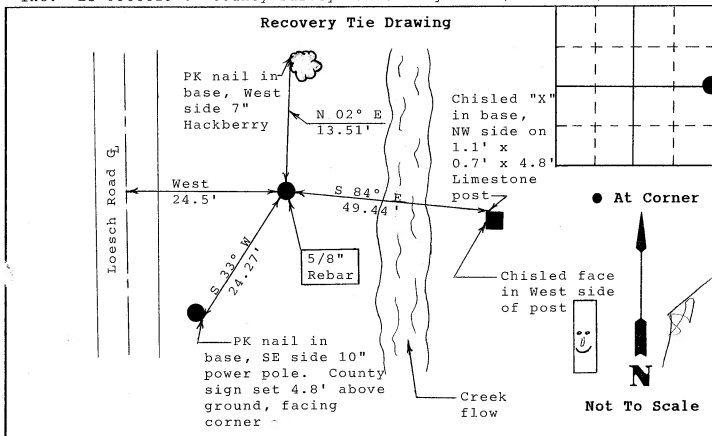 Recovery Tie Drawing
PK nail in
base, West
side 7"
Hackberry
N 02° E
13.51'
Chisled "X"
in base,
NW side on
1.1' x
0.7' x 4.8'
Limestone
post
Loesch Road ℄
West
24.5'
S 84° E
49.44'
● At Corner
S 33° W
24.27'
5/8"
Rebar
Chisled face
in West side
of post
PK nail in
base, SE side 10"
power pole. County
sign set 4.8' above
ground, facing
corner
Creek
flow
N
Not To Scale